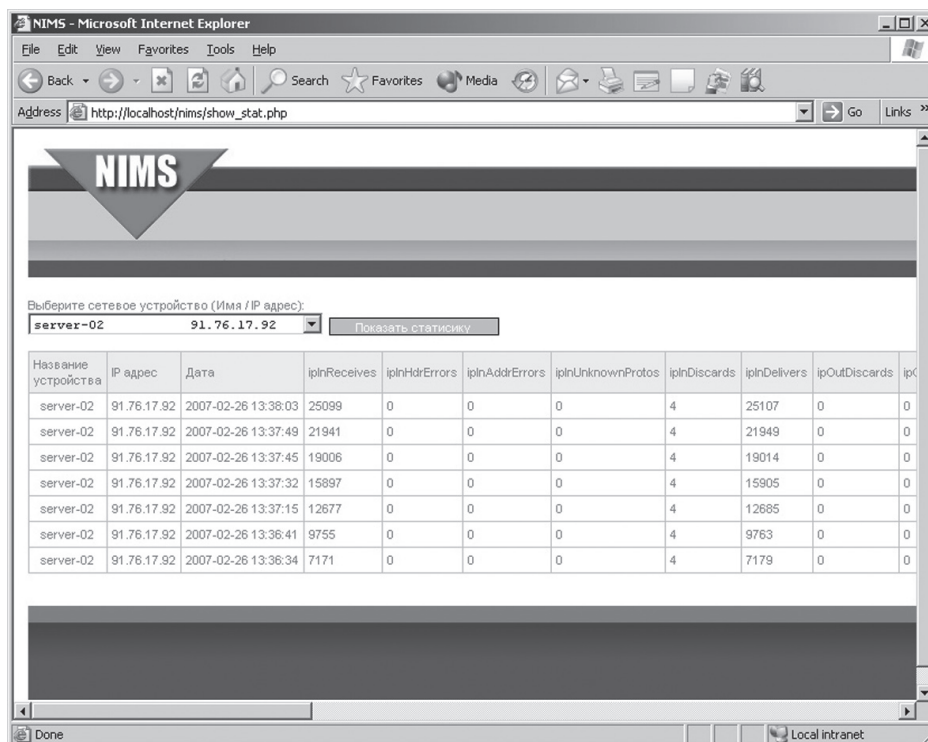 NIMS - Microsoft Internet Explorer
File Edit View Favorites Tools Help
Back Search Favorites Media
Address http://localhost/nims/show_stat.php Go Links »
NIMS
Выберите сетевое устройство (Имя / IP адрес):
server-02 91.76.17.92 Показать статисику
Название устройства IP адрес Дата ipInReceives ipInHdrErrors ipInAddrErrors ipInUnknownProtos ipInDiscards ipInDelivers ipOutDiscards
server-02 91.76.17.92 2007-02-26 13:38:03 25099 0 0 0 4 25107 0 0
server-02 91.76.17.92 2007-02-26 13:37:49 21941 0 0 0 4 21949 0 0
server-02 91.76.17.92 2007-02-26 13:37:45 19006 0 0 0 4 19014 0 0
server-02 91.76.17.92 2007-02-26 13:37:32 15897 0 0 0 4 15905 0 0
server-02 91.76.17.92 2007-02-26 13:37:15 12677 0 0 0 4 12685 0 0
server-02 91.76.17.92 2007-02-26 13:36:41 9755 0 0 0 4 9763 0 0
server-02 91.76.17.92 2007-02-26 13:36:34 7171 0 0 0 4 7179 0 0
Done Local intranet